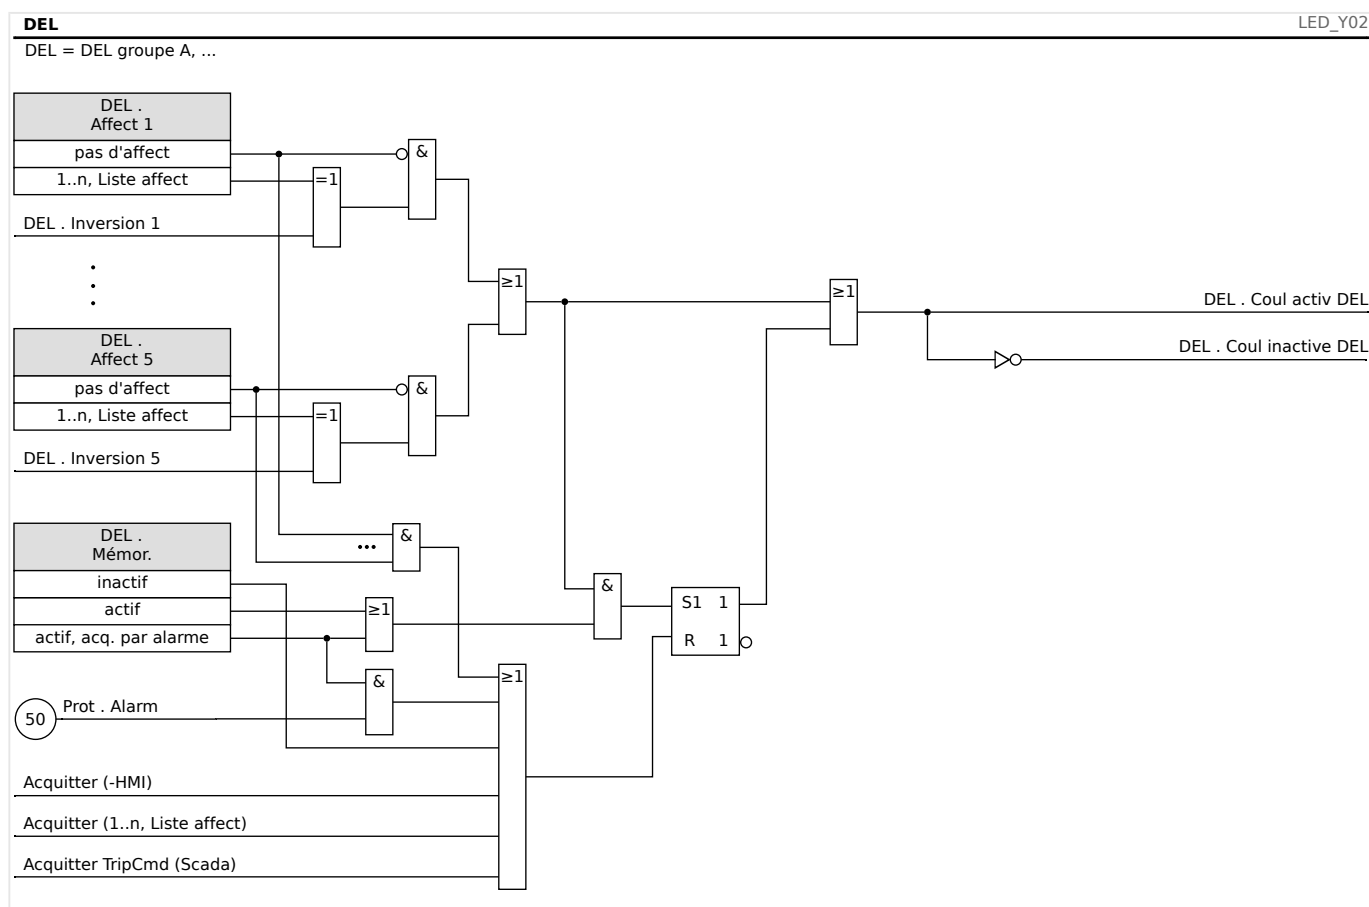 DEL
LED_Y02
DEL = DEL groupe A, ...
DEL .
Affect 1
pas d'affect
1..n, Liste affect
DEL . Inversion 1
=1
&
≥1
≥1
DEL . Coul activ DEL
DEL . Coul inactive DEL
DEL .
Affect 5
pas d'affect
1..n, Liste affect
DEL . Inversion 5
=1
&
DEL .
Mémor.
inactif
actif
actif, acq. par alarme
&
≥1
&
S1 1
R 1
50
Prot . Alarm
&
≥1
Acquitter (-HMI)
Acquitter (1..n, Liste affect)
Acquitter TripCmd (Scada)